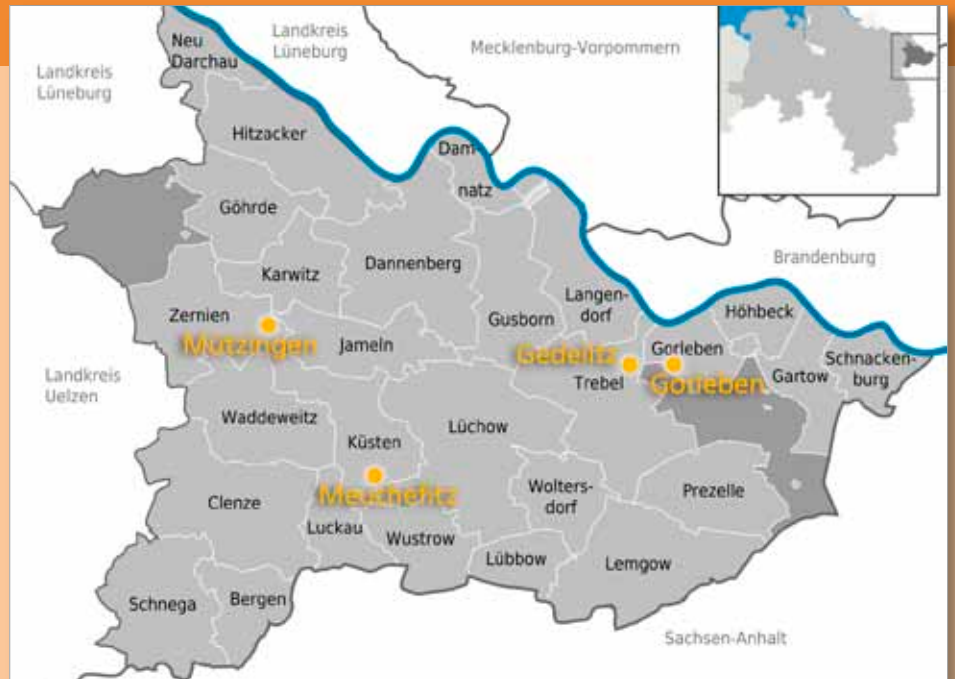 Neu
Darchau
Landkreis
Lüneburg
Mecklenburg-Vorpommern
Landkreis
Lüneburg
Hitzacker
Dam-
natz
Göhrde
Karwitz
Dannenberg
Brandenburg
Zernien
Gusborn
Langen-
dorf
Höhbeck
Mützingen
Jameln
Gedelitz
Gorleben
Schnacken-
burg
Trebel
Gorleben
Gartow
Landkreis
Uelzen
Waddeweitz
Küsten
Lüchow
Meuchefitz
Clenze
Luckau
Wustrow
Wolters-
dorf
Prezelle
Lübbow
Lemgow
Schnega
Bergen
Sachsen-Anhalt